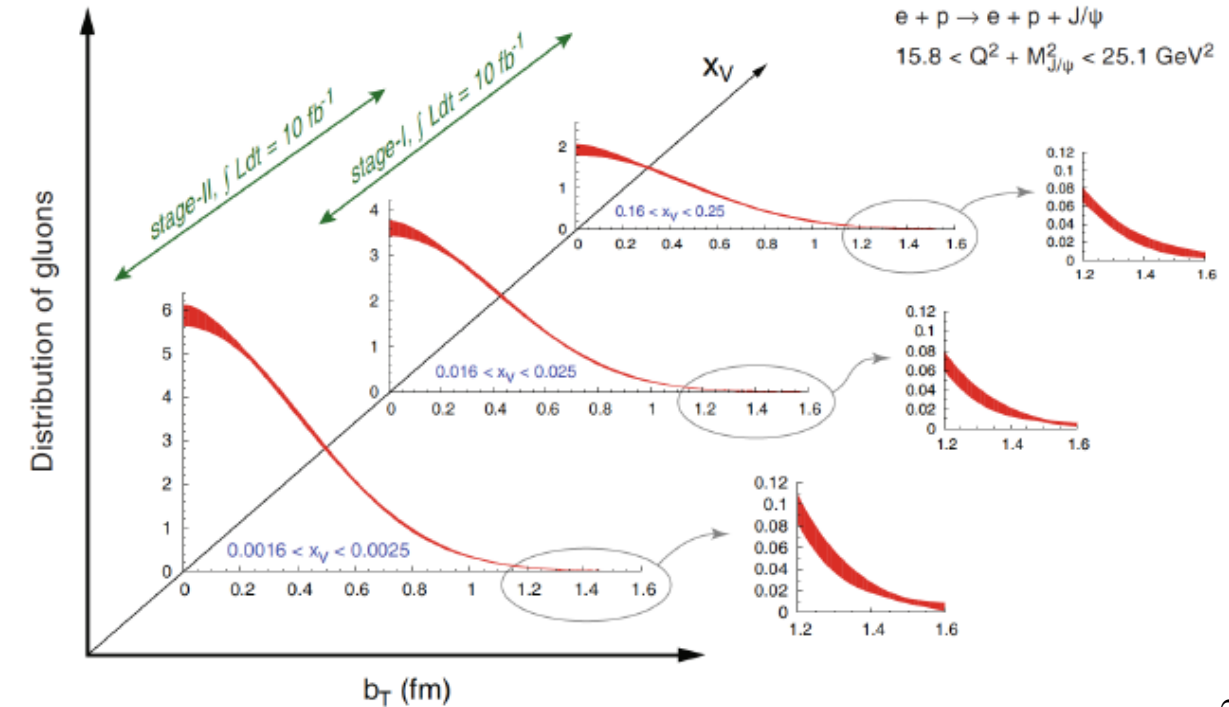 e + p → e + p + J/ψ
15.8 < Q² + M²_J/ψ < 25.1 GeV²
stage-II, ∫ Ldt = 10 fb⁻¹
stage-I, ∫ Ldt = 10 fb⁻¹
x_V
Distribution of gluons
2
1
0
0.16 < x_V < 0.25
0 0.2 0.4 0.6 0.8 1 1.2 1.4 1.6
0.12
0.1
0.08
0.06
0.04
0.02
0
1.2 1.4 1.6
4
3
2
1
0
0.016 < x_V < 0.025
0 0.2 0.4 0.6 0.8 1 1.2 1.4 1.6
0.12
0.1
0.08
0.06
0.04
0.02
0
1.2 1.4 1.6
6
5
4
3
2
1
0
0.0016 < x_V < 0.0025
0 0.2 0.4 0.6 0.8 1 1.2 1.4 1.6
0.12
0.1
0.08
0.06
0.04
0.02
0
1.2 1.4 1.6
b_T (fm)